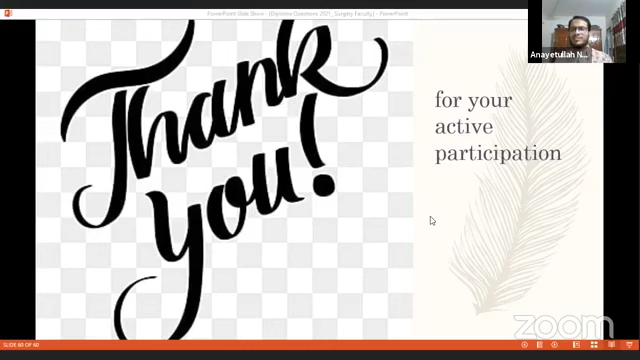 PowerPoint Slide Show - [Diploma Questions 2021_Surgery Faculty] - PowerPoint
Anayetullah N...
Thank
you!
for your
active
participation
zoom
SLIDE 60 OF 60